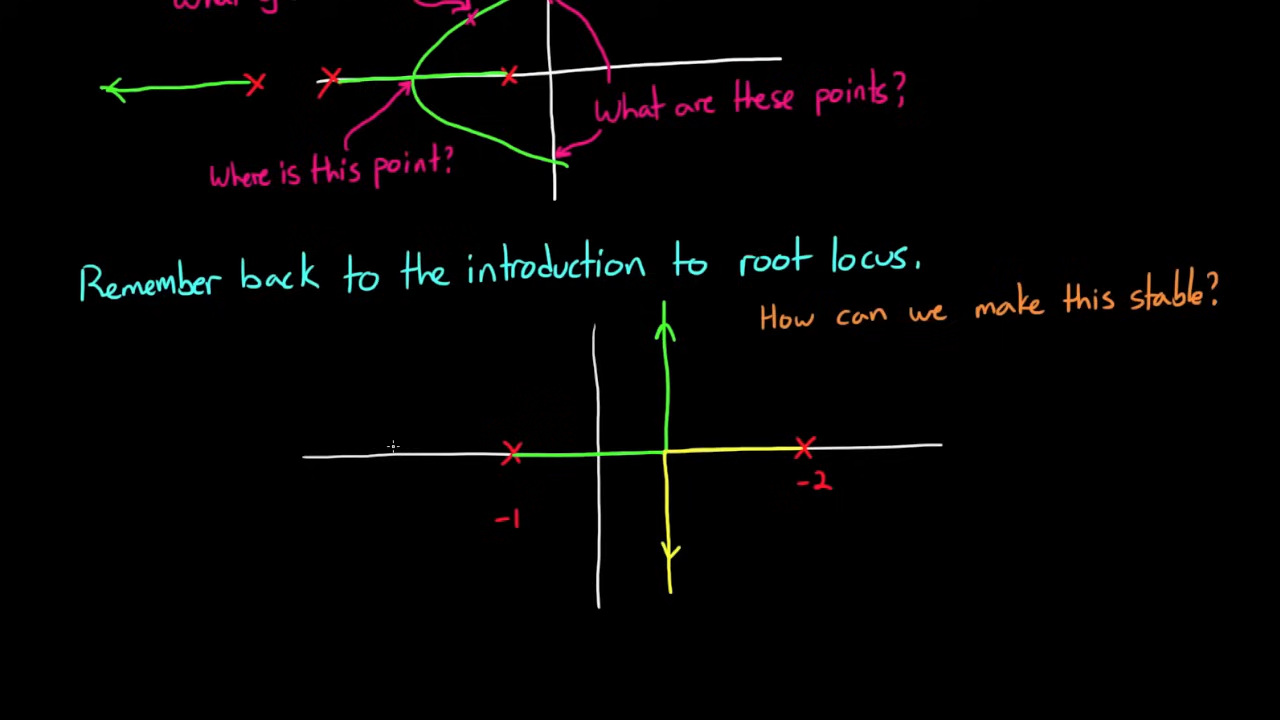 What are these points?
Where is this point?
Remember back to the introduction to root locus.
How can we make this stable?
-2
-1